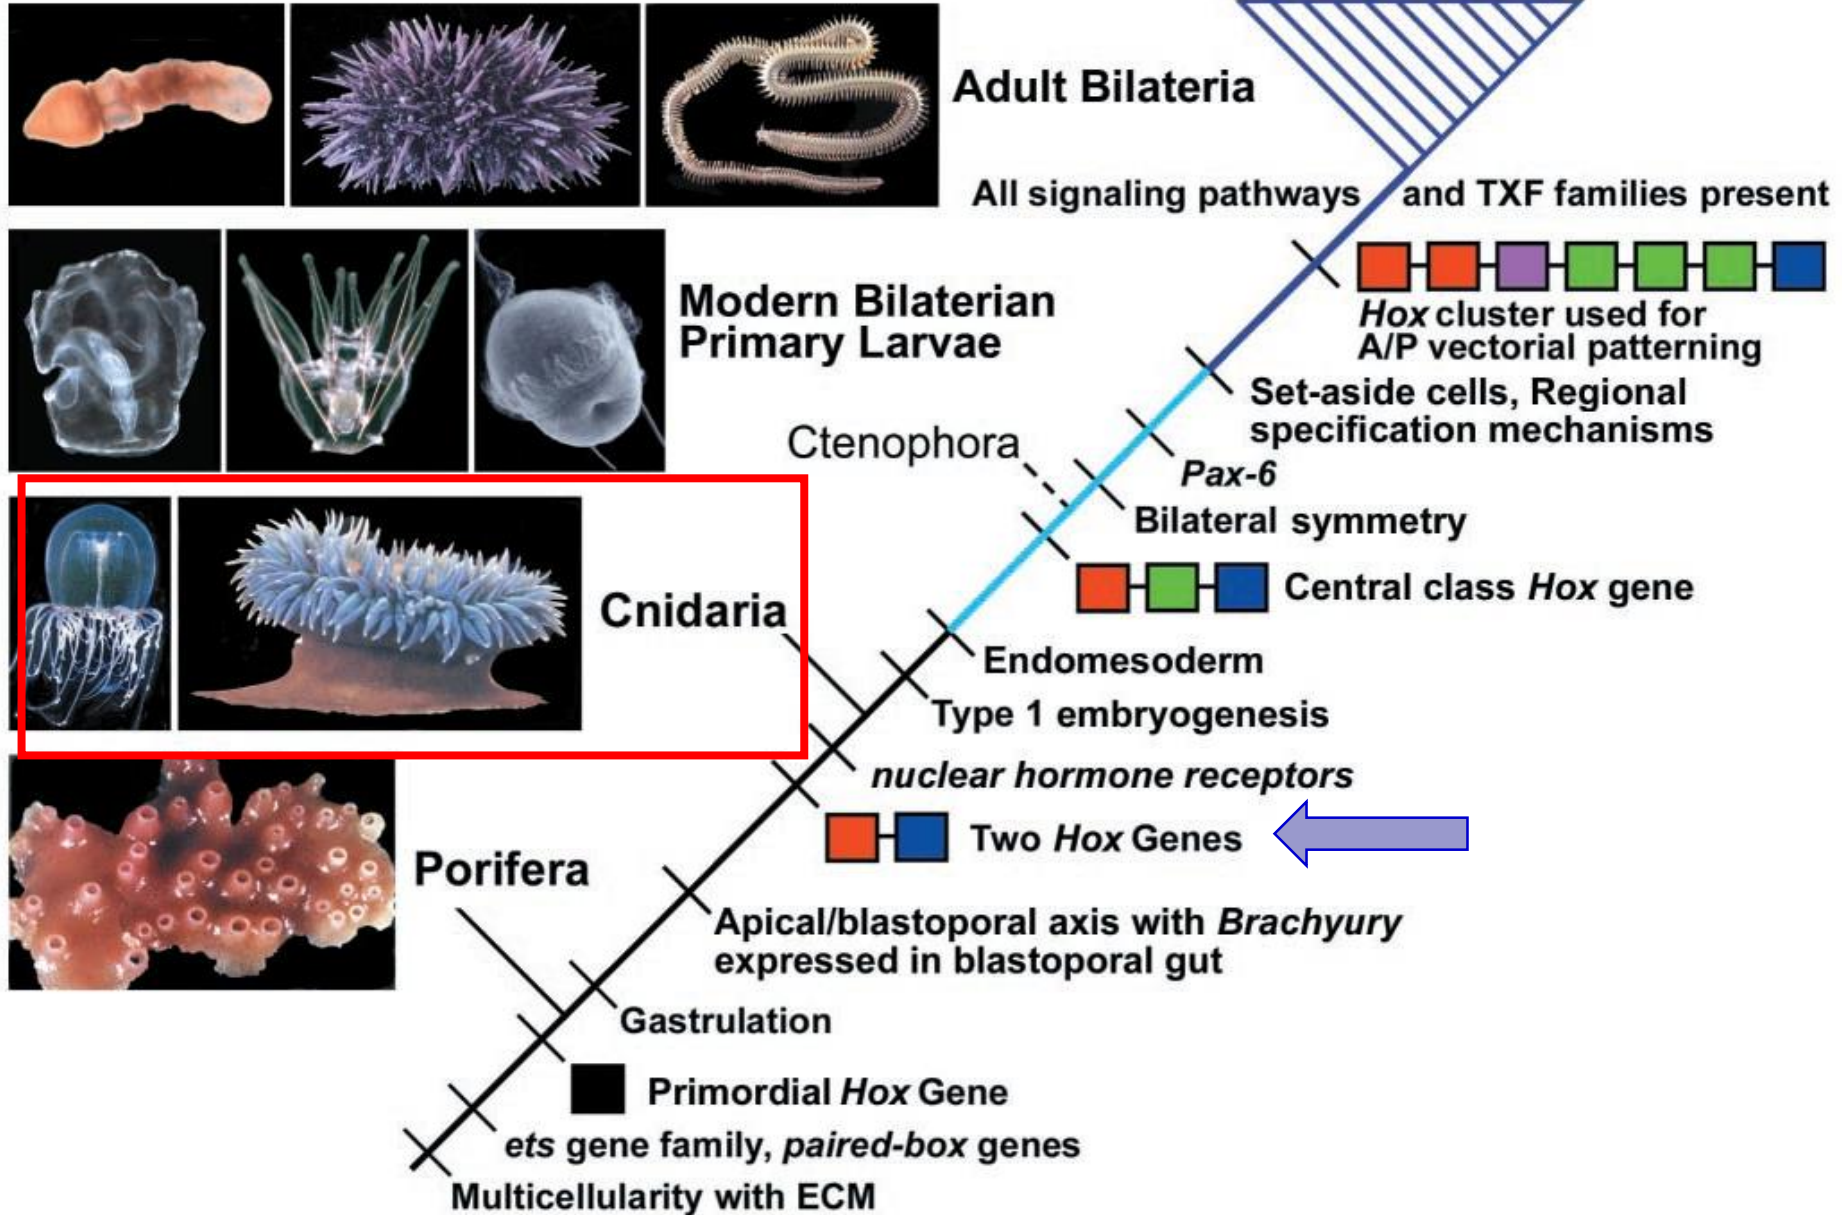 Adult Bilateria
All signaling pathways and TXF families present
Hox cluster used for
A/P vectorial patterning
Modern Bilaterian
Primary Larvae
Set-aside cells, Regional
specification mechanisms
Ctenophora
Pax-6
Bilateral symmetry
Central class Hox gene
Cnidaria
Endomesoderm
Type 1 embryogenesis
nuclear hormone receptors
Two Hox Genes
Porifera
Apical/blastoporal axis with Brachyury
expressed in blastoporal gut
Gastrulation
Primordial Hox Gene
ets gene family, paired-box genes
Multicellularity with ECM